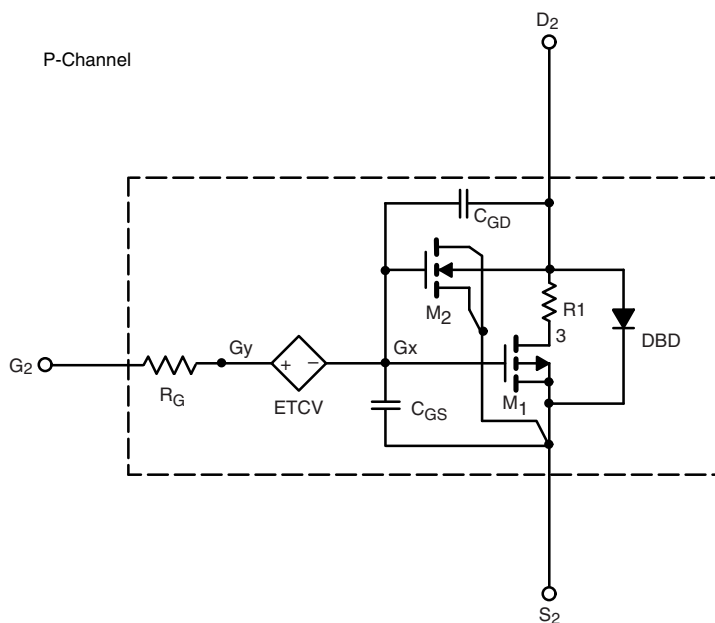 D2
P-Channel
CGD
M2
R1
3
DBD
Gy
Gx
G2
+
−
M1
RG
ETCV
CGS
S2